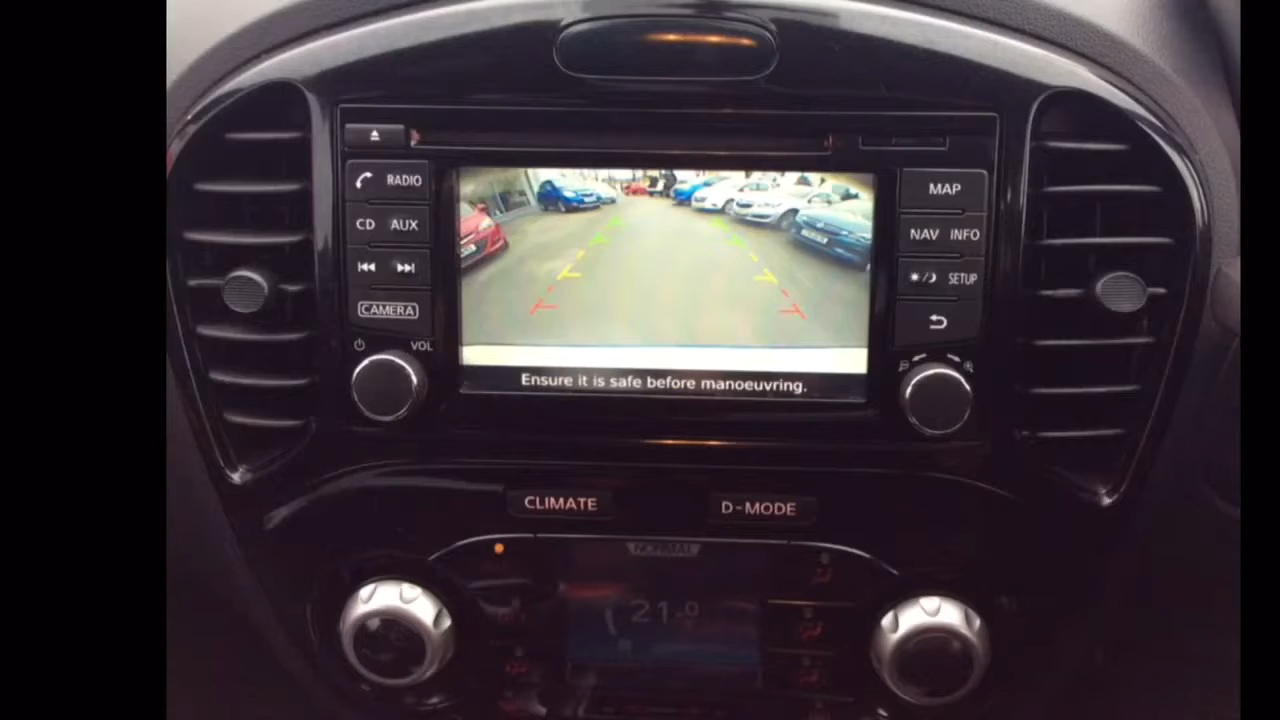 RADIO
MAP
CD AUX
NAV INFO
SETUP
CAMERA
VOL
Ensure it is safe before manoeuvring.
CLIMATE
D-MODE
NORMAL
21.0